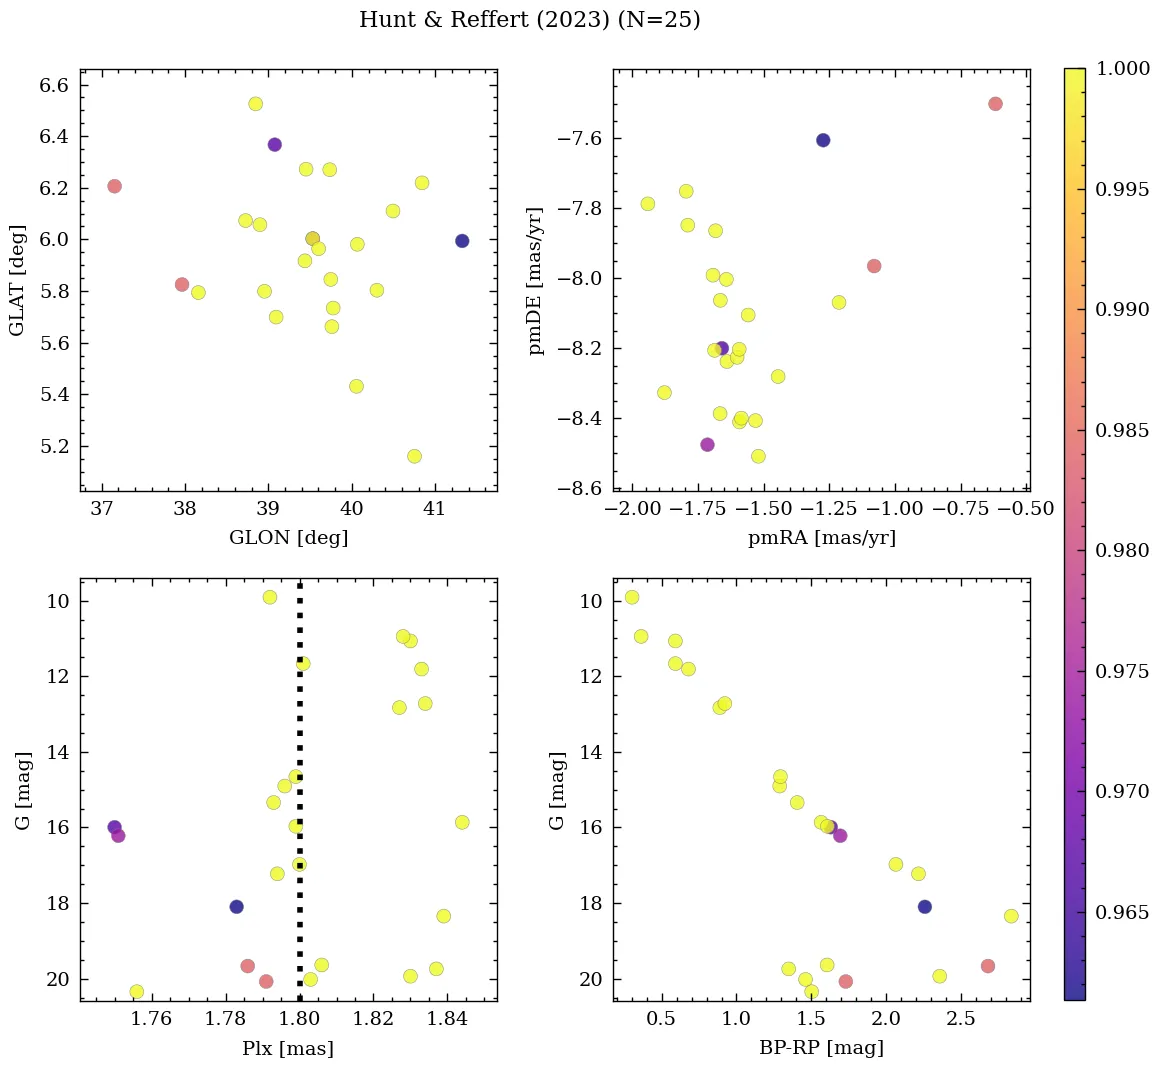 Hunt & Reffert (2023) (N=25)
6.6
6.4
6.2
6.0
5.8
5.6
5.4
5.2
GLAT [deg]
37 38 39 40 41
GLON [deg]
−7.6
−7.8
−8.0
−8.2
−8.4
−8.6
pmDE [mas/yr]
−2.00 −1.75 −1.50 −1.25 −1.00 −0.75 −0.50
pmRA [mas/yr]
10
12
14
16
18
20
G [mag]
1.76 1.78 1.80 1.82 1.84
Plx [mas]
10
12
14
16
18
20
G [mag]
0.5 1.0 1.5 2.0 2.5
BP-RP [mag]
1.000
0.995
0.990
0.985
0.980
0.975
0.970
0.965